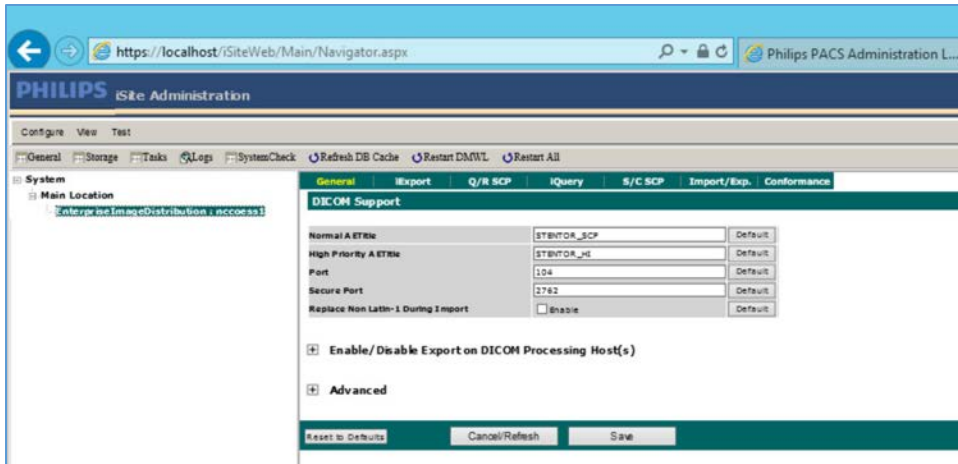 https://localhost/iSiteWeb/Main/Navigator.aspx
Philips PACS Administration L...
PHILIPS iSite Administration
Configure View Test
General Storage Tasks Logs SystemCheck Refresh DB Cache Restart DMWL Restart All
System
Main Location
EnterpriseImageDistribution : nccoess1
General iExport Q/R SCP iQuery S/C SCP Import/Exp. Conformance
DICOM Support
Normal AETitle STENTOR_SCP Default
High Priority AETitle STENTOR_HI Default
Port 104 Default
Secure Port 2762 Default
Replace Non Latin-1 During Import Enable Default
Enable/Disable Export on DICOM Processing Host(s)
Advanced
Reset to Defaults Cancel/Refresh Save